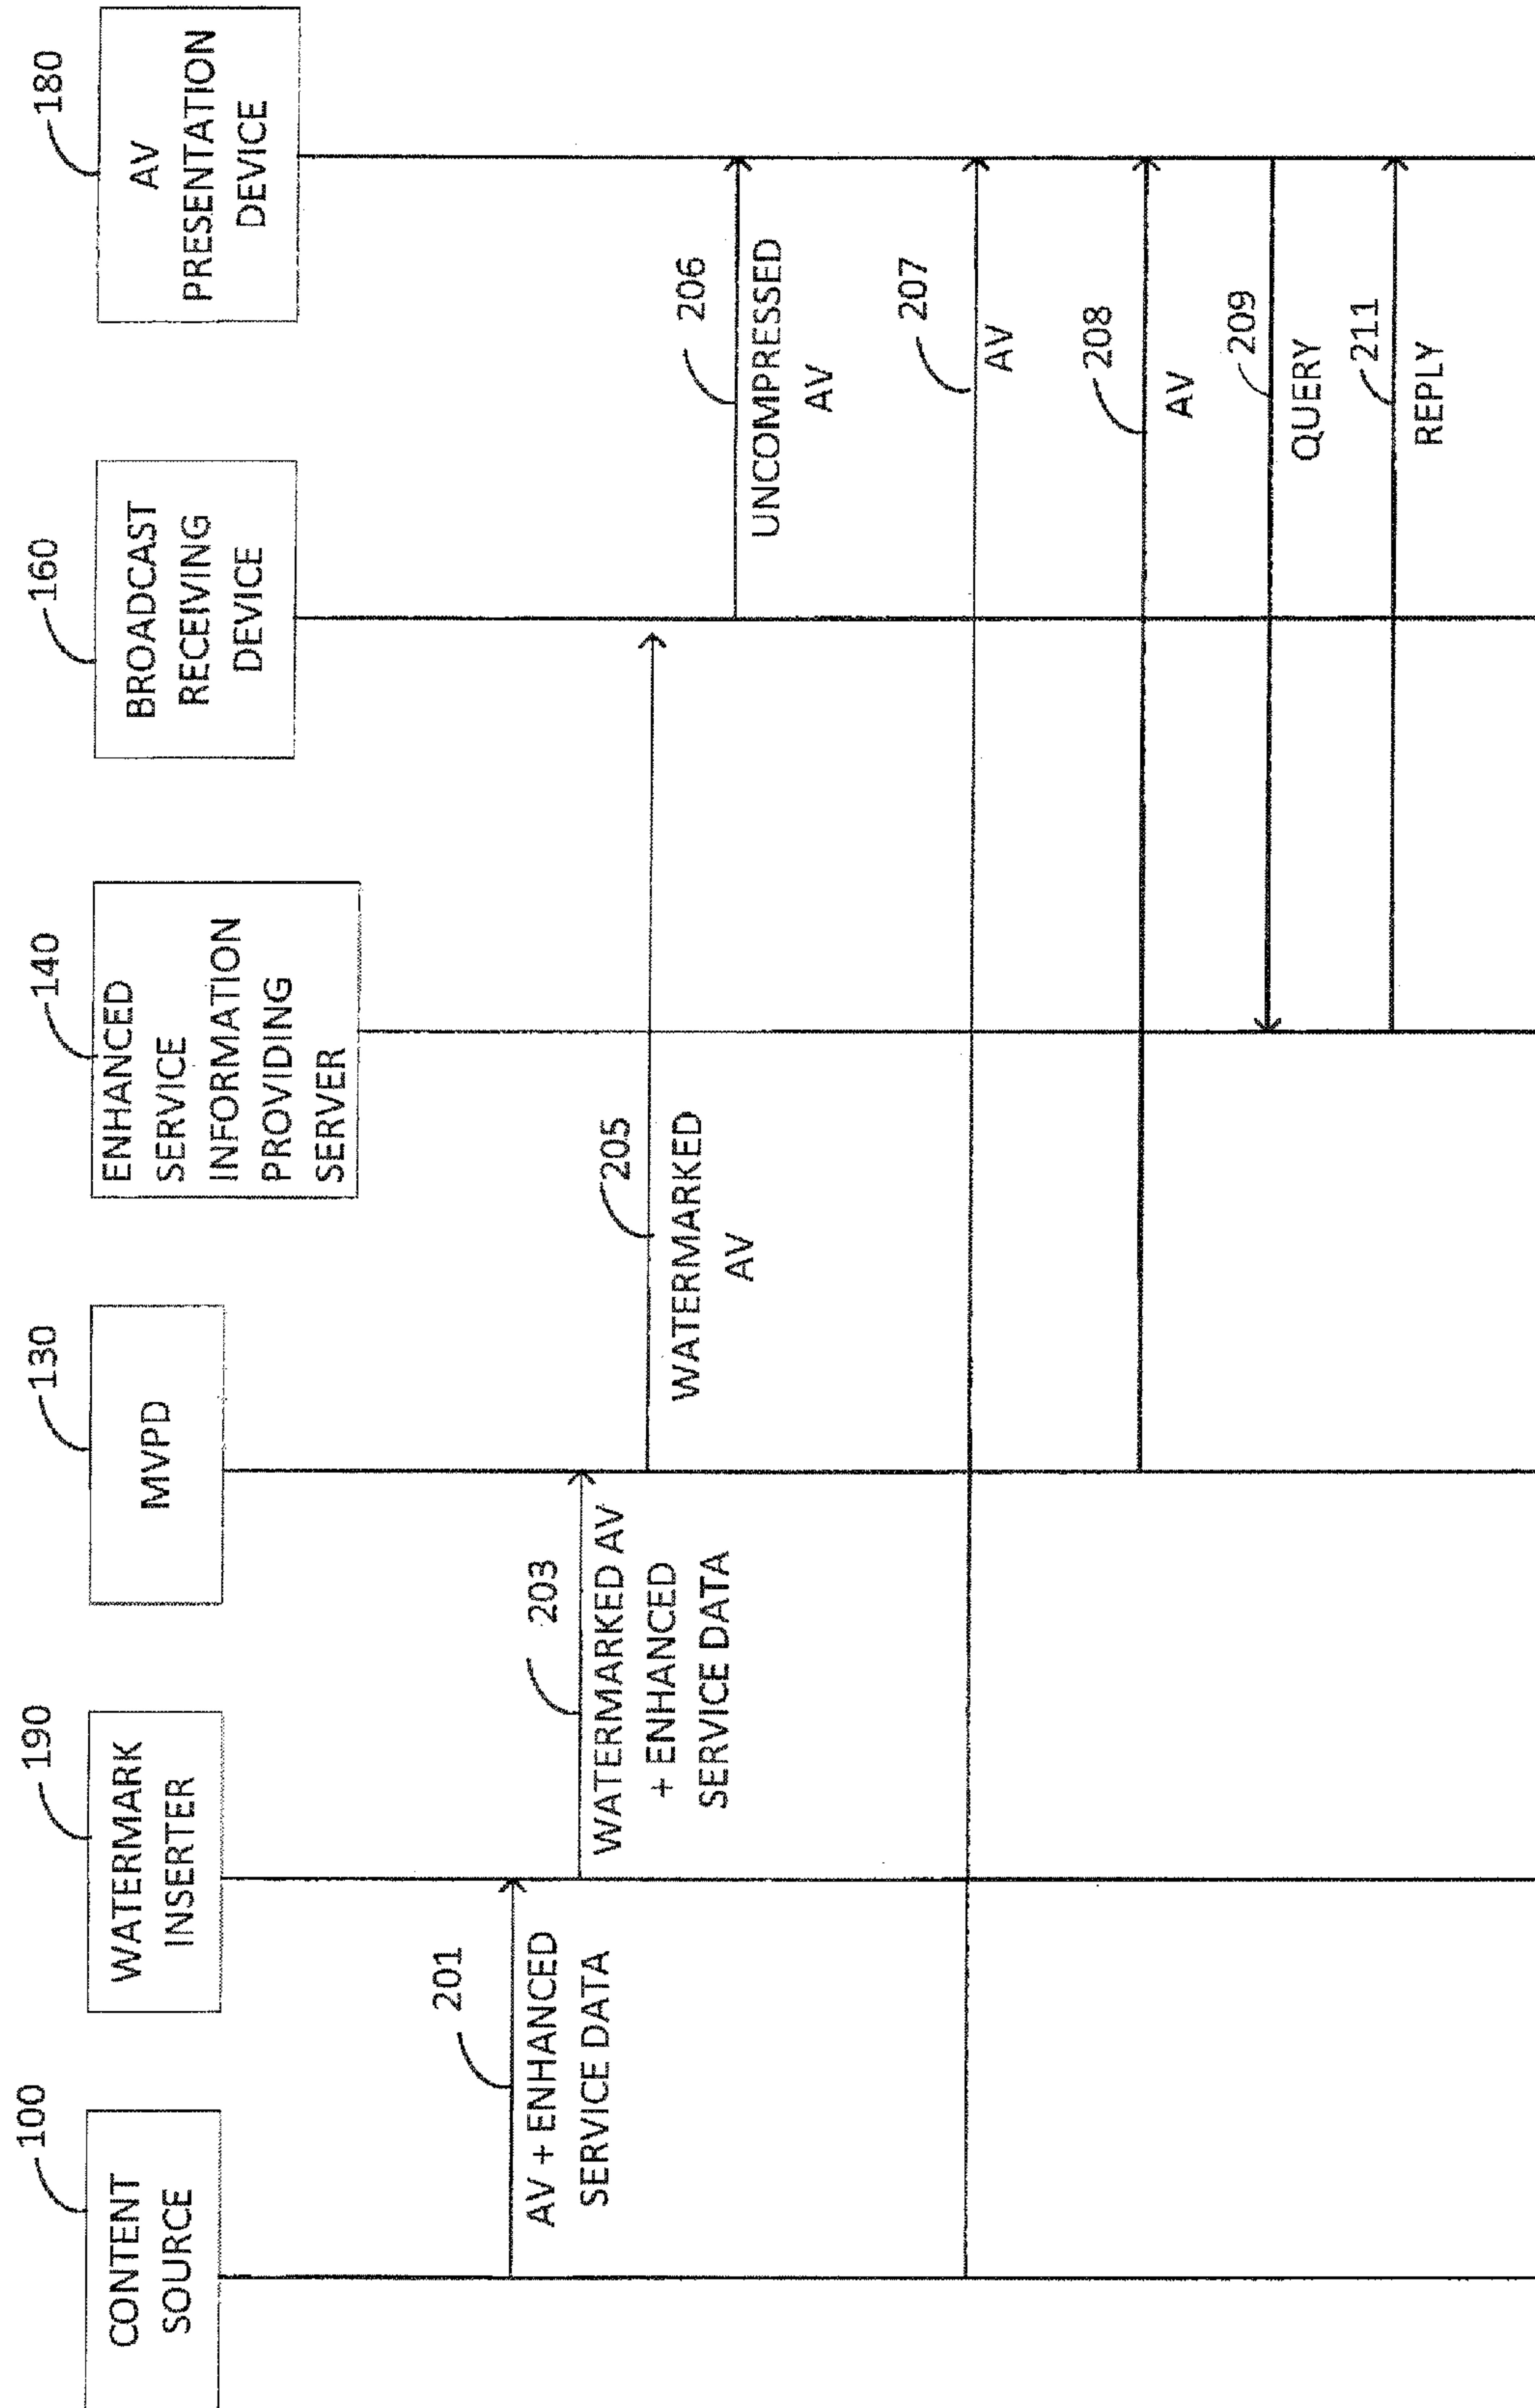 100
CONTENT
SOURCE
190
WATERMARK
INSERTER
130
MVPD
140
ENHANCED
SERVICE
INFORMATION
PROVIDING
SERVER
160
BROADCAST
RECEIVING
DEVICE
180
AV
PRESENTATION
DEVICE
201
AV + ENHANCED
SERVICE DATA
203
WATERMARKED AV
+ ENHANCED
SERVICE DATA
205
WATERMARKED
AV
206
UNCOMPRESSED
AV
207
AV
208
AV
209
QUERY
211
REPLY